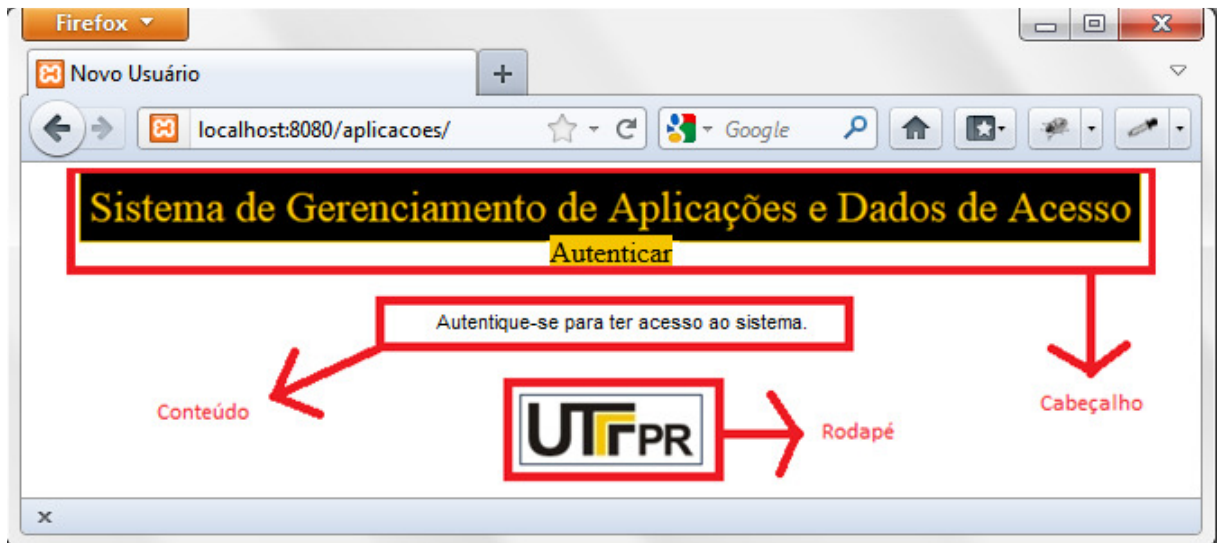 Firefox
Novo Usuário
localhost:8080/aplicacoes/
Google
Sistema de Gerenciamento de Aplicações e Dados de Acesso
Autenticar
Autentique-se para ter acesso ao sistema.
Conteúdo
UTFPR
Rodapé
Cabeçalho